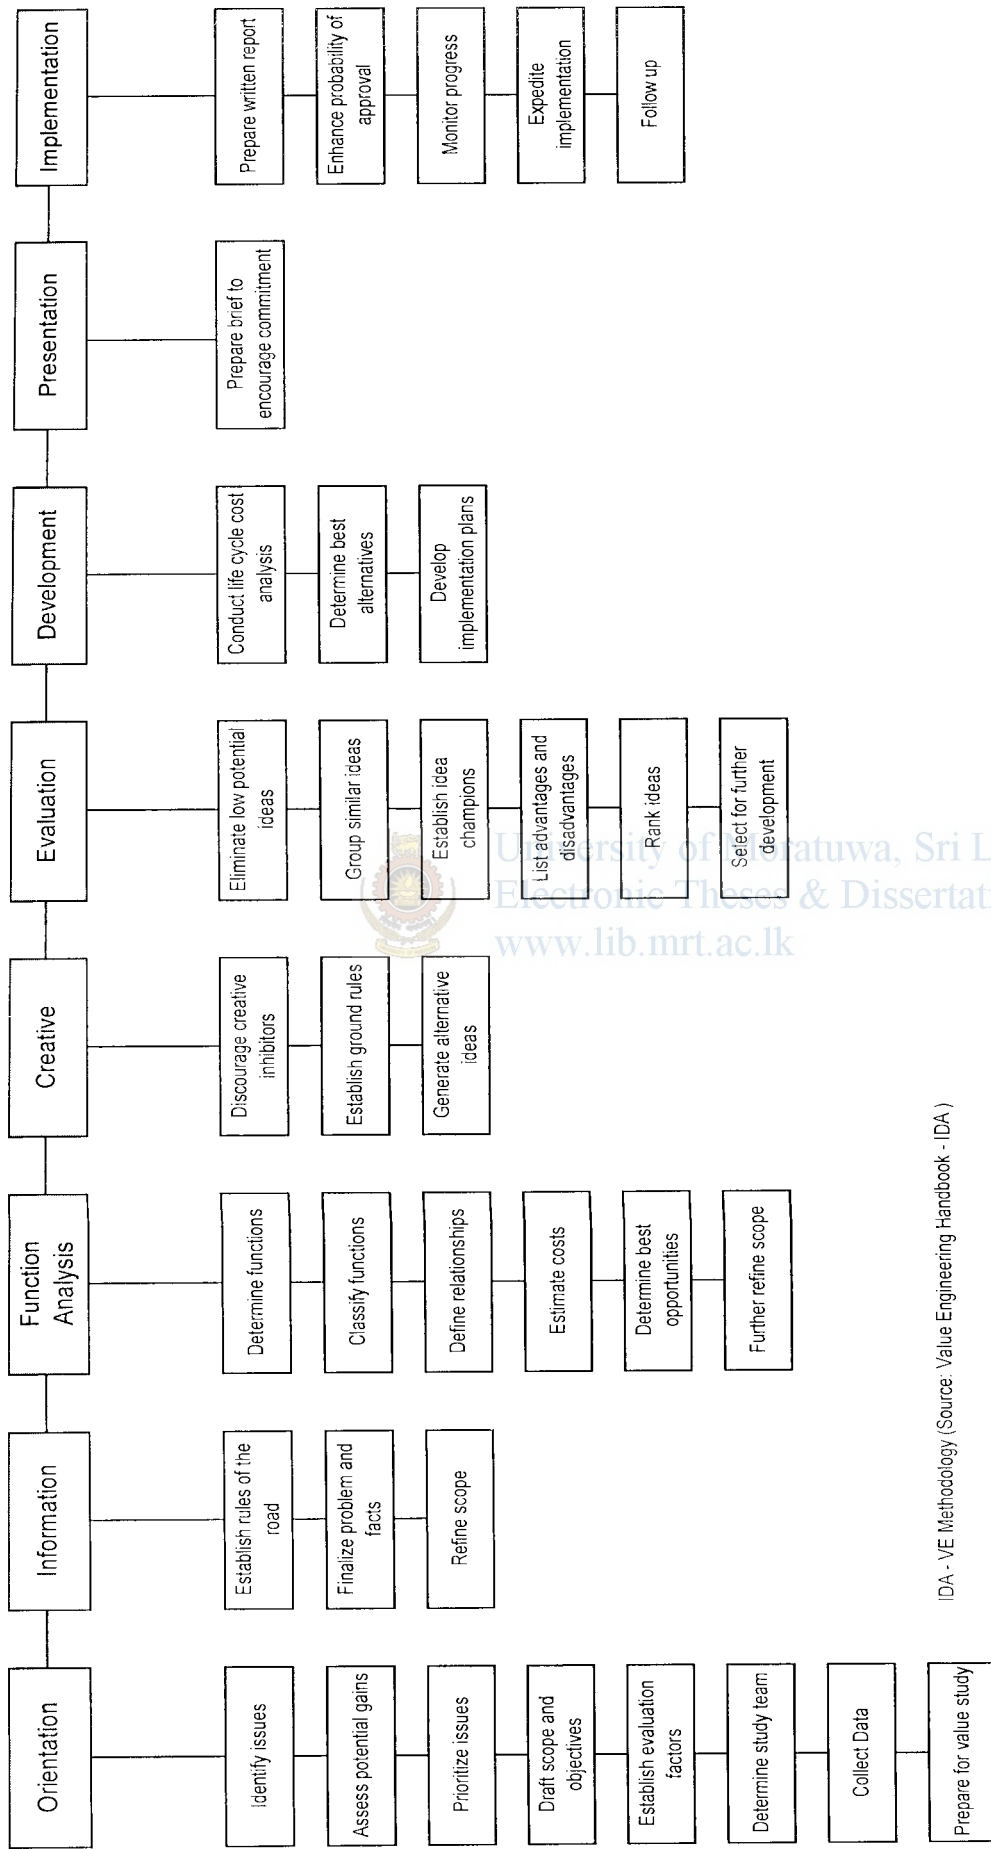 Orientation
Identify issues
Assess potential gains
Prioritize issues
Draft scope and
objectives
Establish evaluation
factors
Determine study team
Collect Data
Prepare for value study
Information
Establish rules of the
road
Finalize problem and
facts
Refine scope
Function
Analysis
Determine functions
Classify functions
Define relationships
Estimate costs
Determine best
opportunities
Further refine scope
Creative
Discourage creative
inhibitors
Establish ground rules
Generate alternative
ideas
Evaluation
Eliminate low potential
ideas
Group similar ideas
Establish idea
champions
List advantages and
disadvantages
Rank ideas
Select for further
development
Development
Conduct life cycle cost
analysis
Determine best
alternatives
Develop
implementation plans
Presentation
Prepare brief to
encourage commitment
Implementation
Prepare written report
Enhance probability of
approval
Monitor progress
Expedite
implementation
Follow up
IDA - VE Methodology (Source: Value Engineering Handbook - IDA )
University of Moratuwa, Sri L
Electronic Theses & Dissertati
www.lib.mrt.ac.lk